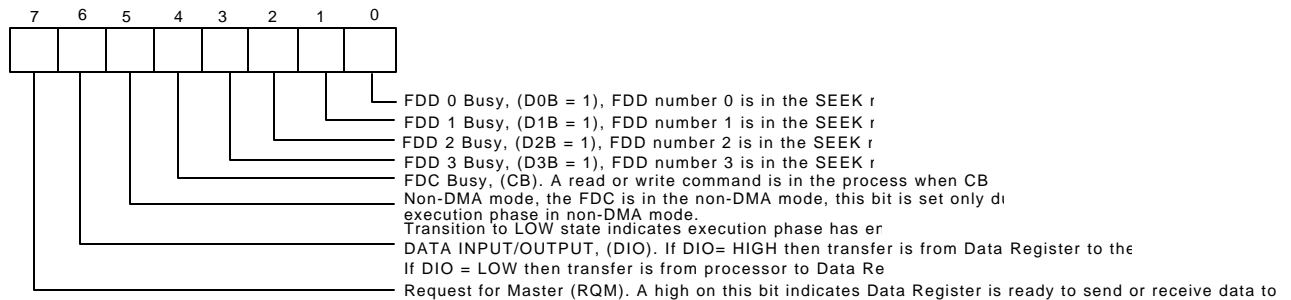 7 6 5 4 3 2 1 0
FDD 0 Busy, (D0B = 1), FDD number 0 is in the SEEK
FDD 1 Busy, (D1B = 1), FDD number 1 is in the SEEK
FDD 2 Busy, (D2B = 1), FDD number 2 is in the SEEK
FDD 3 Busy, (D3B = 1), FDD number 3 is in the SEEK
FDC Busy, (CB). A read or write command is in the process when CB
Non-DMA mode, the FDC is in the non-DMA mode, this bit is set only
execution phase in non-DMA mode.
Transition to LOW state indicates execution phase has
DATA INPUT/OUTPUT, (DIO). If DIO= HIGH then transfer is from Data Register to the
If DIO = LOW then transfer is from processor to Data Re
Request for Master (RQM). A high on this bit indicates Data Register is ready to send or receive data to